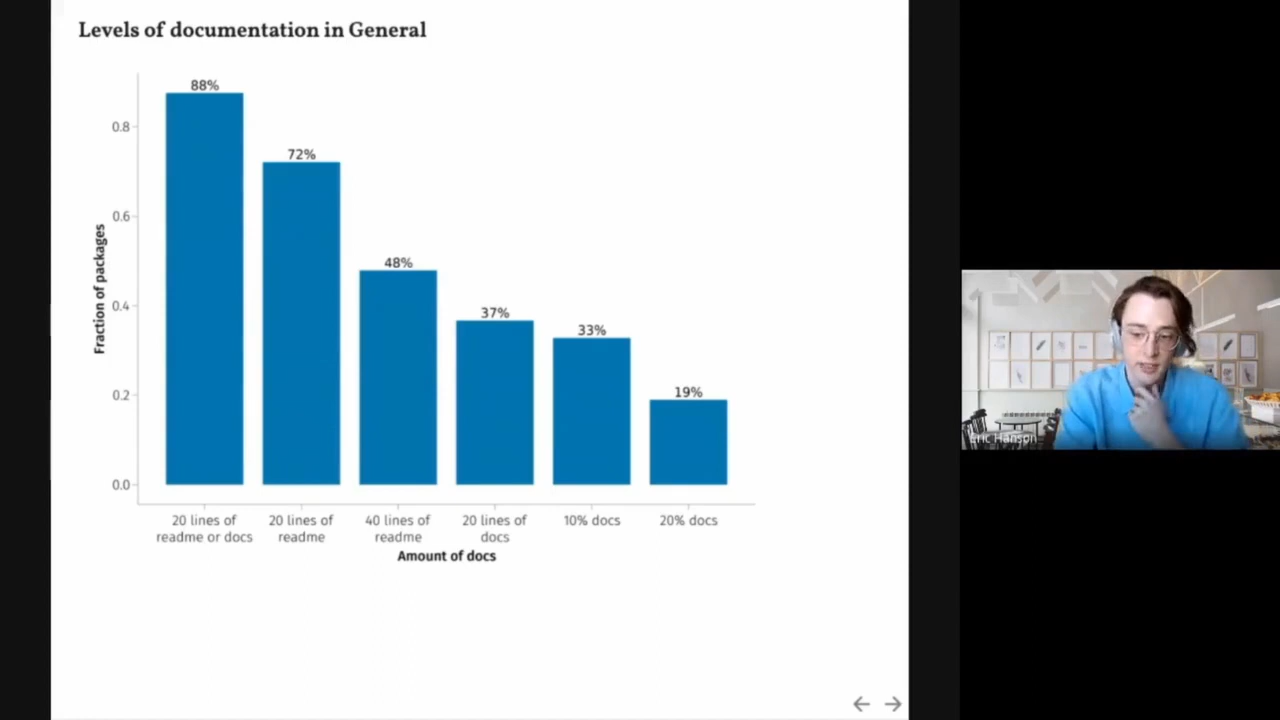 Levels of documentation in General
88%
72%
48%
37%
33%
19%
0.8
0.6
0.4
0.2
0.0
Fraction of packages
20 lines of
readme or docs
20 lines of
readme
40 lines of
readme
20 lines of
docs
10% docs
20% docs
Amount of docs
Eric Hanson